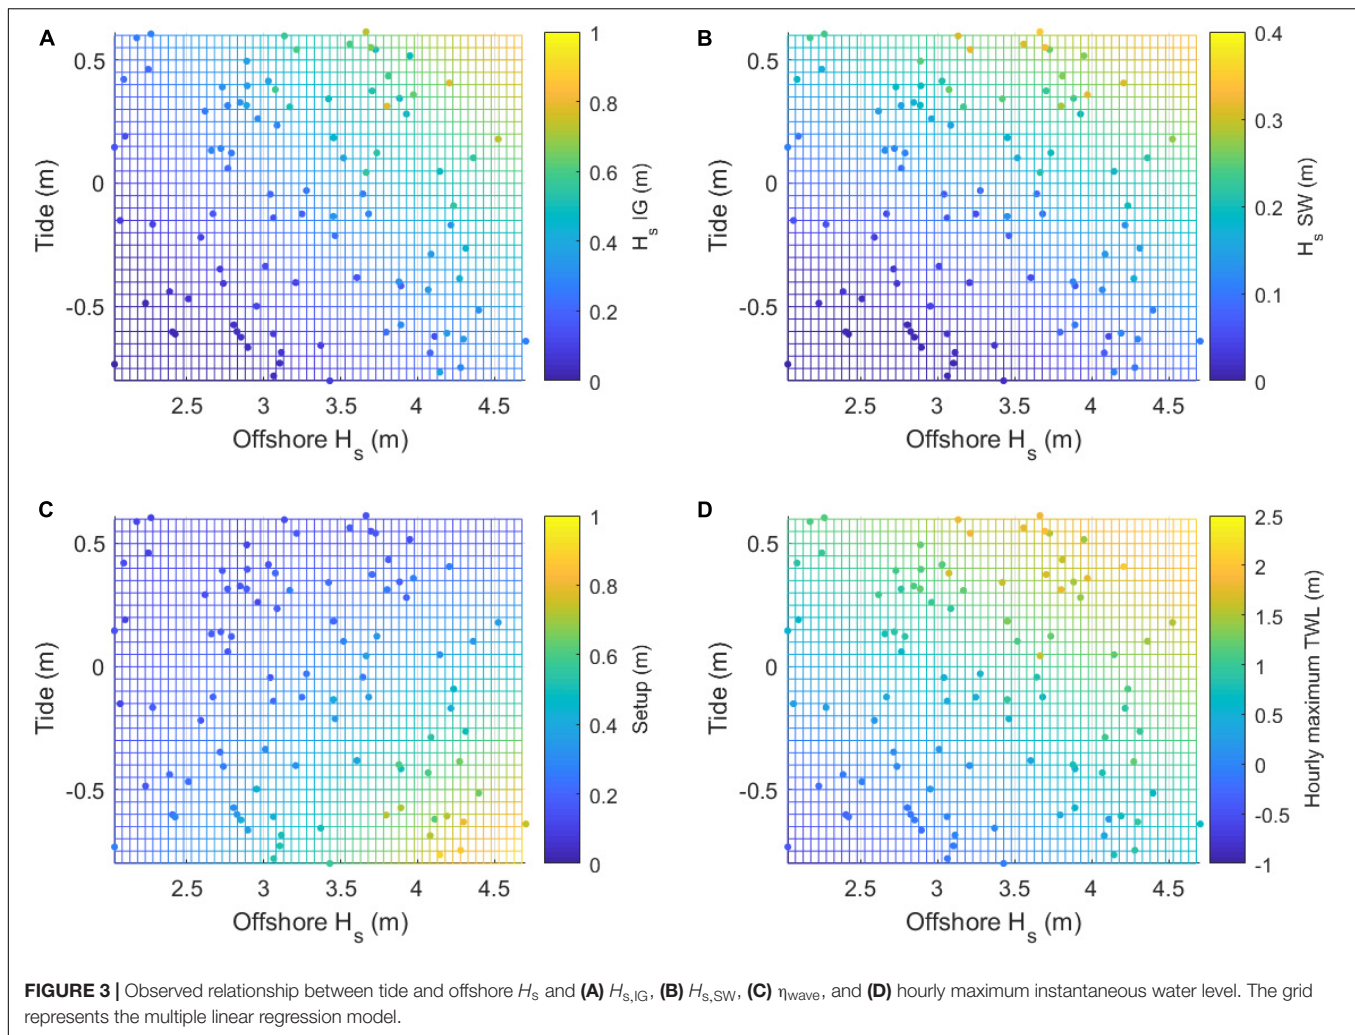 A
0.5
0
-0.5
Tide (m)
2.5 3 3.5 4 4.5
Offshore H_s (m)
1
0.8
0.6
0.4
0.2
0
H_s IG (m)
B
0.5
0
-0.5
Tide (m)
2.5 3 3.5 4 4.5
Offshore H_s (m)
0.4
0.3
0.2
0.1
0
H_s SW (m)
C
0.5
0
-0.5
Tide (m)
2.5 3 3.5 4 4.5
Offshore H_s (m)
1
0.8
0.6
0.4
0.2
0
Setup (m)
D
0.5
0
-0.5
Tide (m)
2.5 3 3.5 4 4.5
Offshore H_s (m)
2.5
2
1.5
1
0.5
0
-0.5
-1
Hourly maximum TWL (m)
FIGURE 3 | Observed relationship between tide and offshore H_s and (A) H_s,IG, (B) H_s,SW, (C) η_wave, and (D) hourly maximum instantaneous water level. The grid
represents the multiple linear regression model.